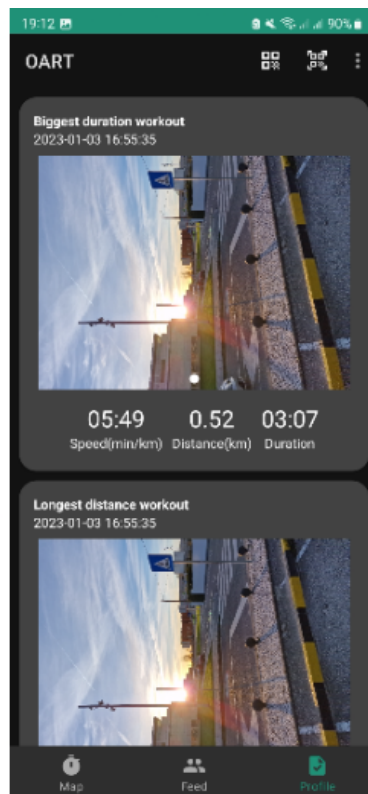 19:12
90%
OART
Biggest duration workout
2023-01-03 16:55:35
05:49 0.52 03:07
Speed(min/km) Distance(km) Duration
Longest distance workout
2023-01-03 16:55:35
Map Feed Profile